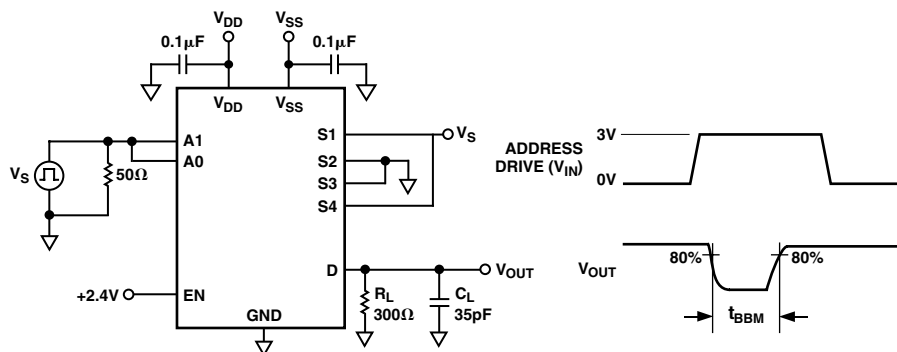 VDD
VSS
0.1µF
0.1µF
VDD
VSS
A1
A0
VS
50Ω
S1
S2
S3
S4
VS
D
VOUT
+2.4V
EN
GND
RL
300Ω
CL
35pF
ADDRESS
DRIVE (VIN)
3V
0V
VOUT
80%
80%
tBBM